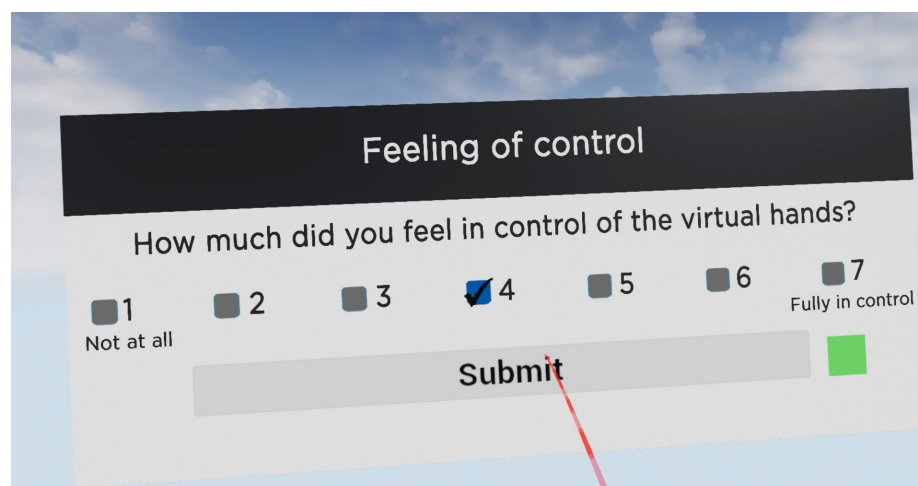 Feeling of control
How much did you feel in control of the virtual hands?
1 2 3 4 5 6 7
Not at all Fully in control
Submit